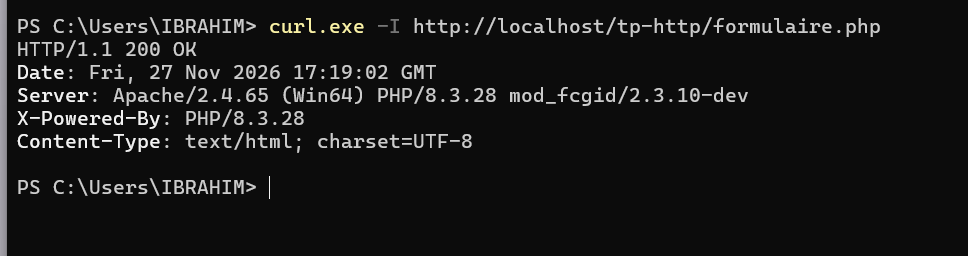 PS C:\Users\IBRAHIM> curl.exe -I http://localhost/tp-http/formulaire.php
HTTP/1.1 200 OK
Date: Fri, 27 Nov 2026 17:19:02 GMT
Server: Apache/2.4.65 (Win64) PHP/8.3.28 mod_fcgid/2.3.10-dev
X-Powered-By: PHP/8.3.28
Content-Type: text/html; charset=UTF-8
PS C:\Users\IBRAHIM>